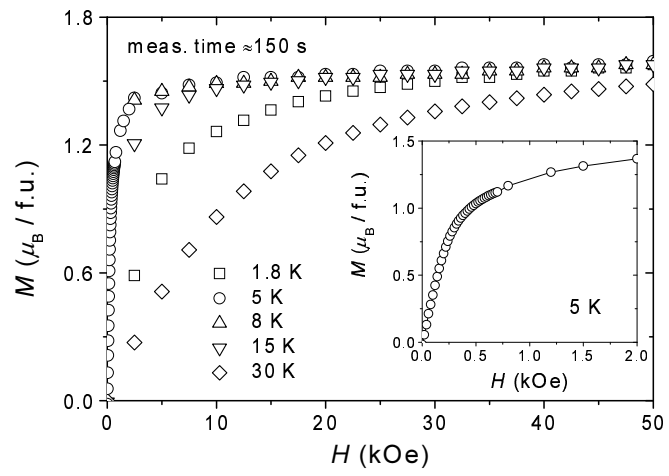 1.8
meas. time ≈150 s
1.2
M (μB / f.u.)
0.6
0.0
1.8 K
5 K
8 K
15 K
30 K
0 10 20 30 40 50
H (kOe)
1.5
1.0
M (μB / f.u.)
0.5
0.0
5 K
0.0 0.5 1.0 1.5 2.0
H (kOe)